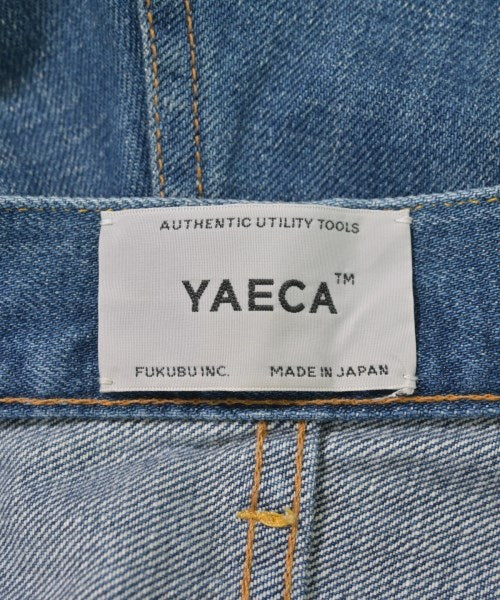 AUTHENTIC UTILITY TOOLS
YAECA™
FUKUBU INC. MADE IN JAPAN